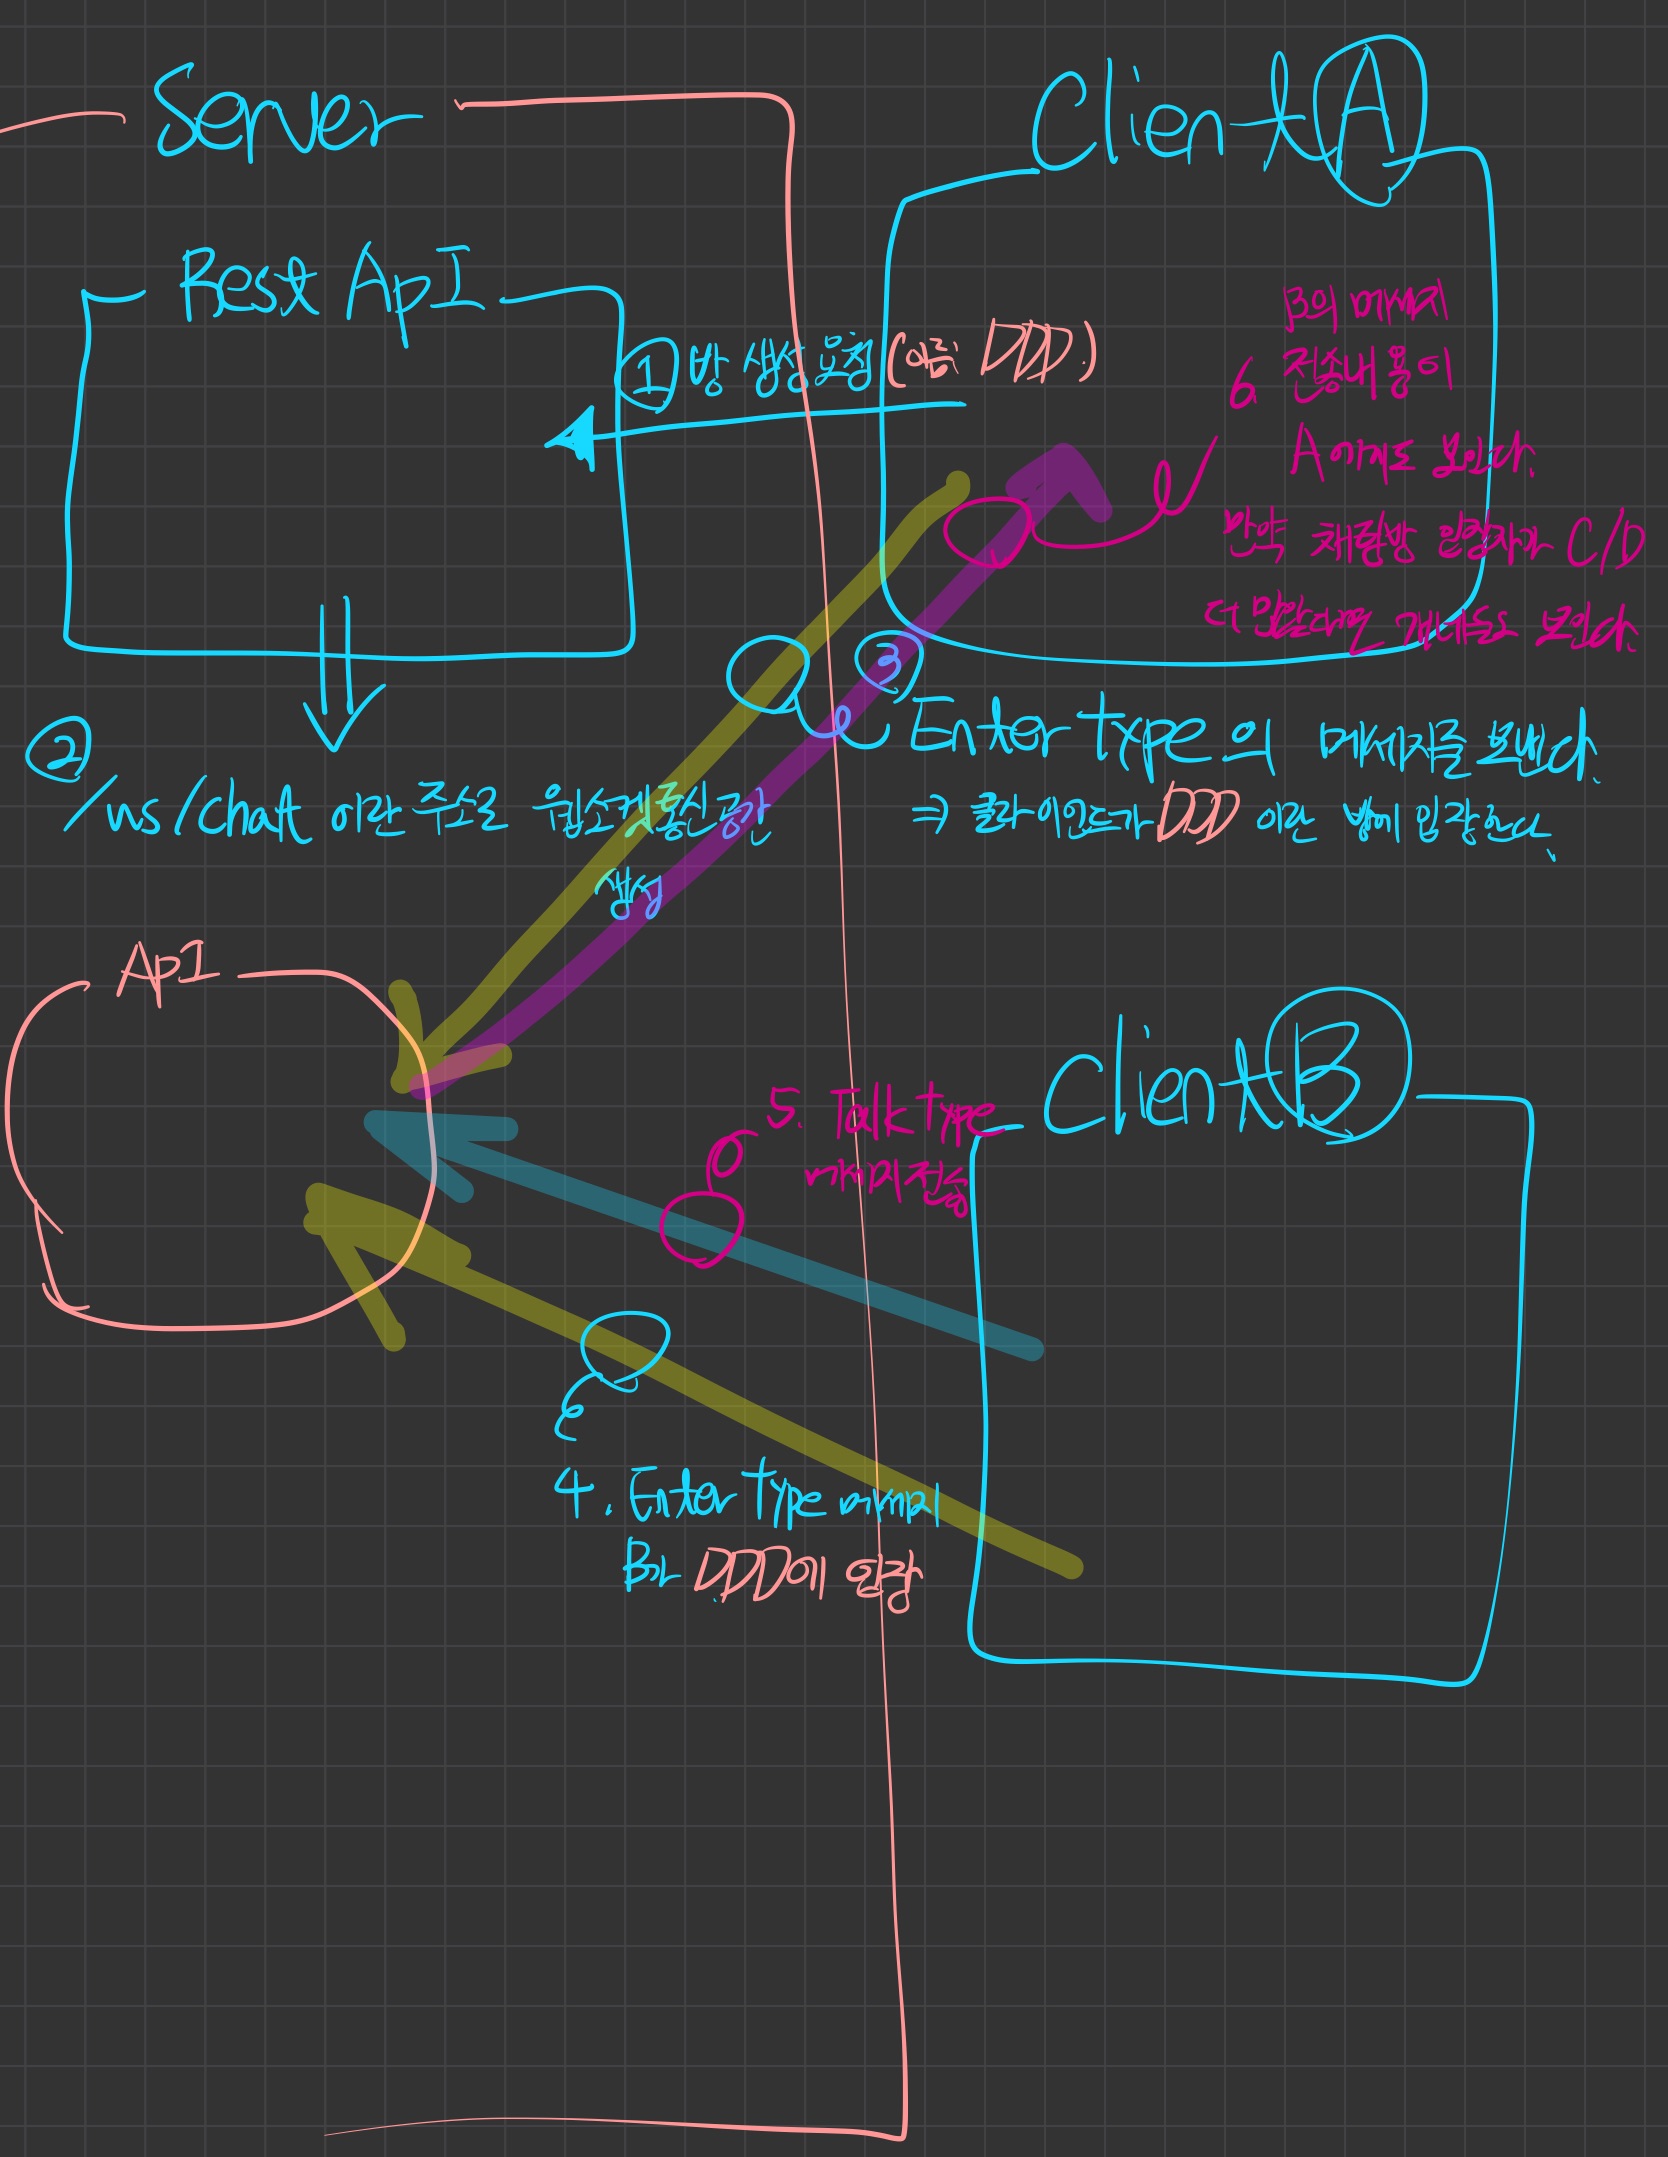 Server
Client A
Rest ApI
① 방 생성요청 (이름: DDD.)
B의 메세지
6. 전송내용이
A에게도 보인다.
만약 채팅방 입장자가 C/D
더 많았다면 걔네들도 보인다.
③ Enter type의 메세지를 보낸다.
⇒ 클라이언트가 DDD 이란 방에 입장한다.
②
/ws/chat 이란 주소로 웹소켓통신공간
생성
ApI
Client B
5. Talk type
메세지전송
4. Enter Type 메세지
B가 DDD에 입장